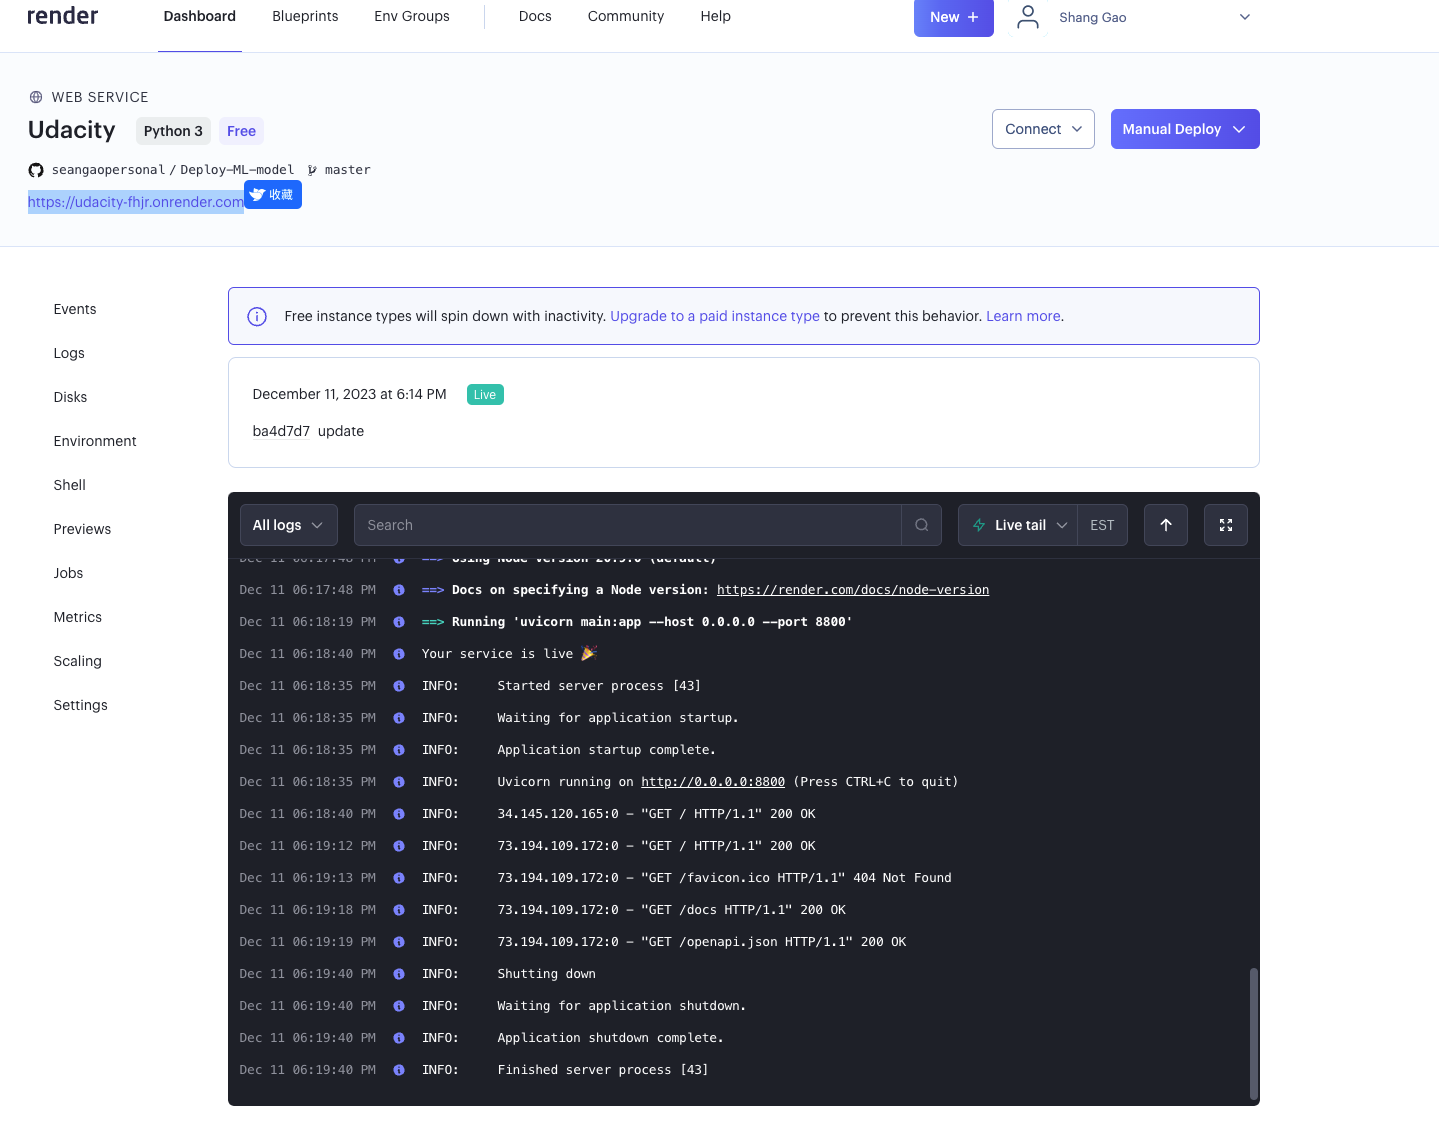 render Dashboard Blueprints Env Groups Docs Community Help New + Shang Gao
WEB SERVICE
Udacity Python 3 Free Connect Manual Deploy
seangaopersonal / Deploy-ML-model master
https://udacity-fhjr.onrender.com 收藏
Events
Logs
Disks
Environment
Shell
Previews
Jobs
Metrics
Scaling
Settings
Free instance types will spin down with inactivity. Upgrade to a paid instance type to prevent this behavior. Learn more.
December 11, 2023 at 6:14 PM Live
ba4d7d7 update
All logs Search Live tail EST
Dec 11 06:17:48 PM ==> Using Node version 20.9.0 (default)
Dec 11 06:17:48 PM ==> Docs on specifying a Node version: https://render.com/docs/node-version
Dec 11 06:18:19 PM ==> Running 'uvicorn main:app --host 0.0.0.0 --port 8800'
Dec 11 06:18:40 PM Your service is live 🎉
Dec 11 06:18:35 PM INFO: Started server process [43]
Dec 11 06:18:35 PM INFO: Waiting for application startup.
Dec 11 06:18:35 PM INFO: Application startup complete.
Dec 11 06:18:35 PM INFO: Uvicorn running on http://0.0.0.0:8800 (Press CTRL+C to quit)
Dec 11 06:18:40 PM INFO: 34.145.120.165:0 - "GET / HTTP/1.1" 200 OK
Dec 11 06:19:12 PM INFO: 73.194.109.172:0 - "GET / HTTP/1.1" 200 OK
Dec 11 06:19:13 PM INFO: 73.194.109.172:0 - "GET /favicon.ico HTTP/1.1" 404 Not Found
Dec 11 06:19:18 PM INFO: 73.194.109.172:0 - "GET /docs HTTP/1.1" 200 OK
Dec 11 06:19:19 PM INFO: 73.194.109.172:0 - "GET /openapi.json HTTP/1.1" 200 OK
Dec 11 06:19:40 PM INFO: Shutting down
Dec 11 06:19:40 PM INFO: Waiting for application shutdown.
Dec 11 06:19:40 PM INFO: Application shutdown complete.
Dec 11 06:19:40 PM INFO: Finished server process [43]